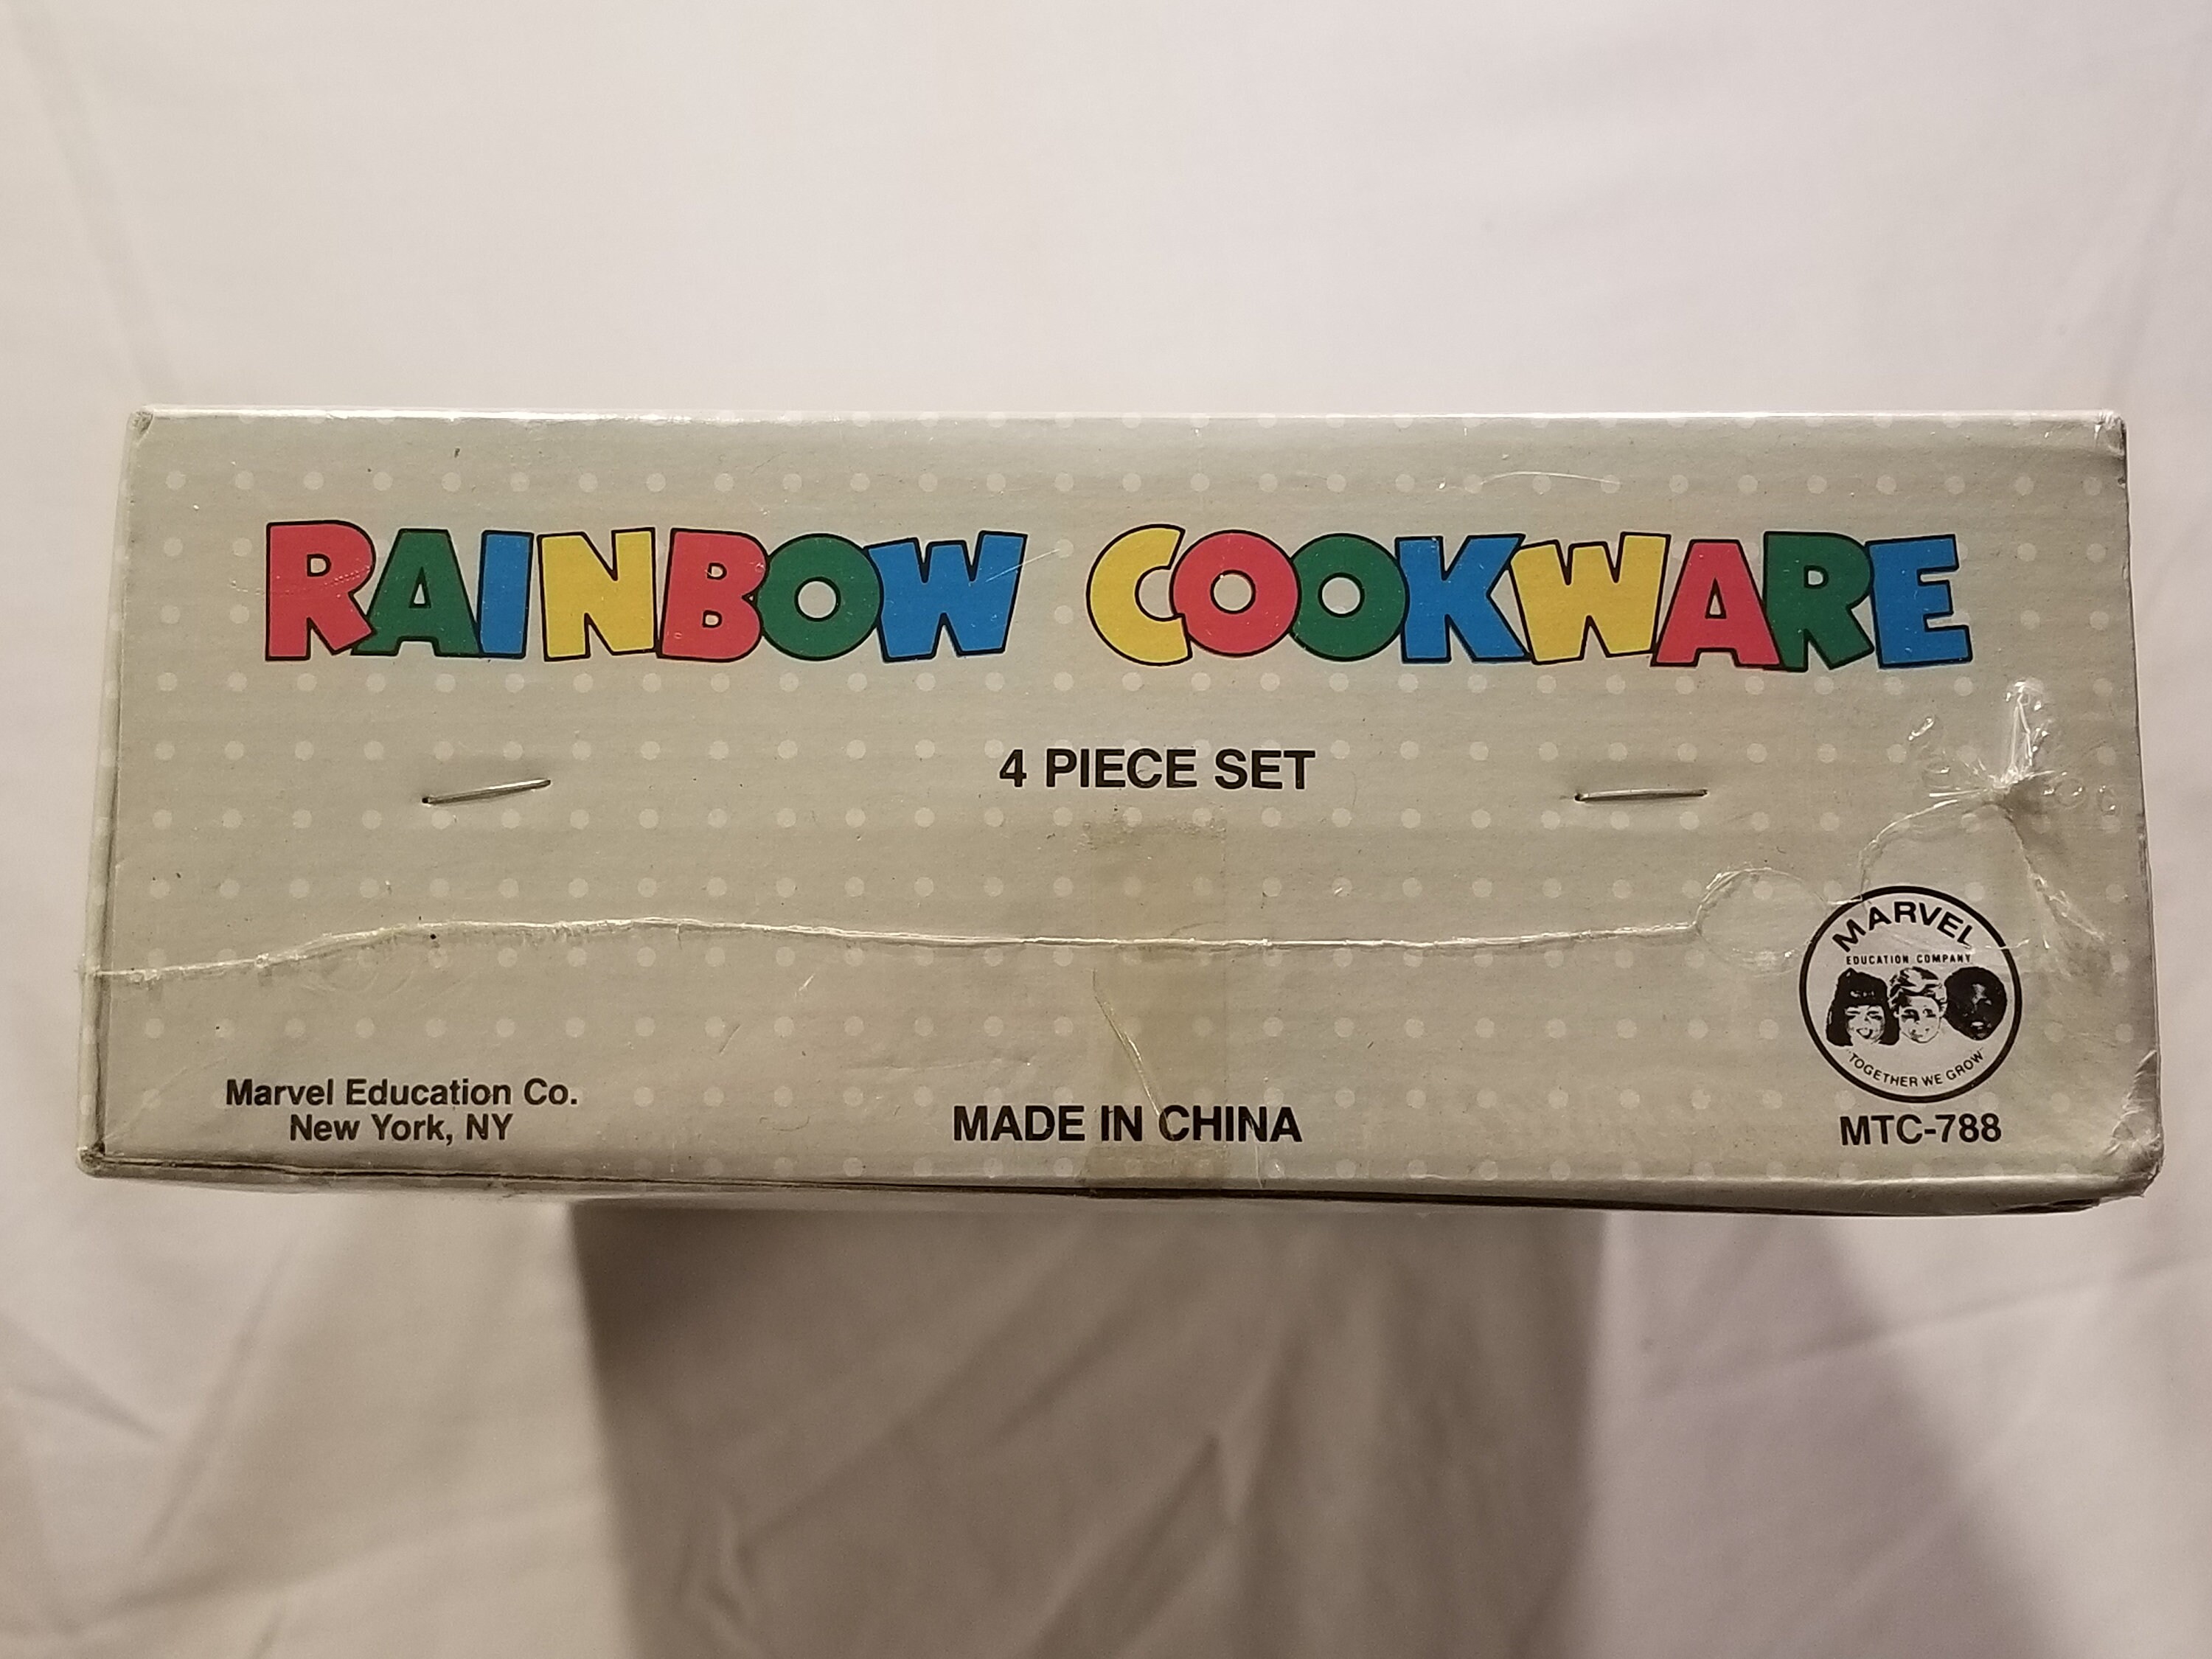 RAINBOW COOKWARE
4 PIECE SET
MARVEL
EDUCATION COMPANY
TOGETHER WE GROW
Marvel Education Co.
New York, NY
MADE IN CHINA
MTC-788